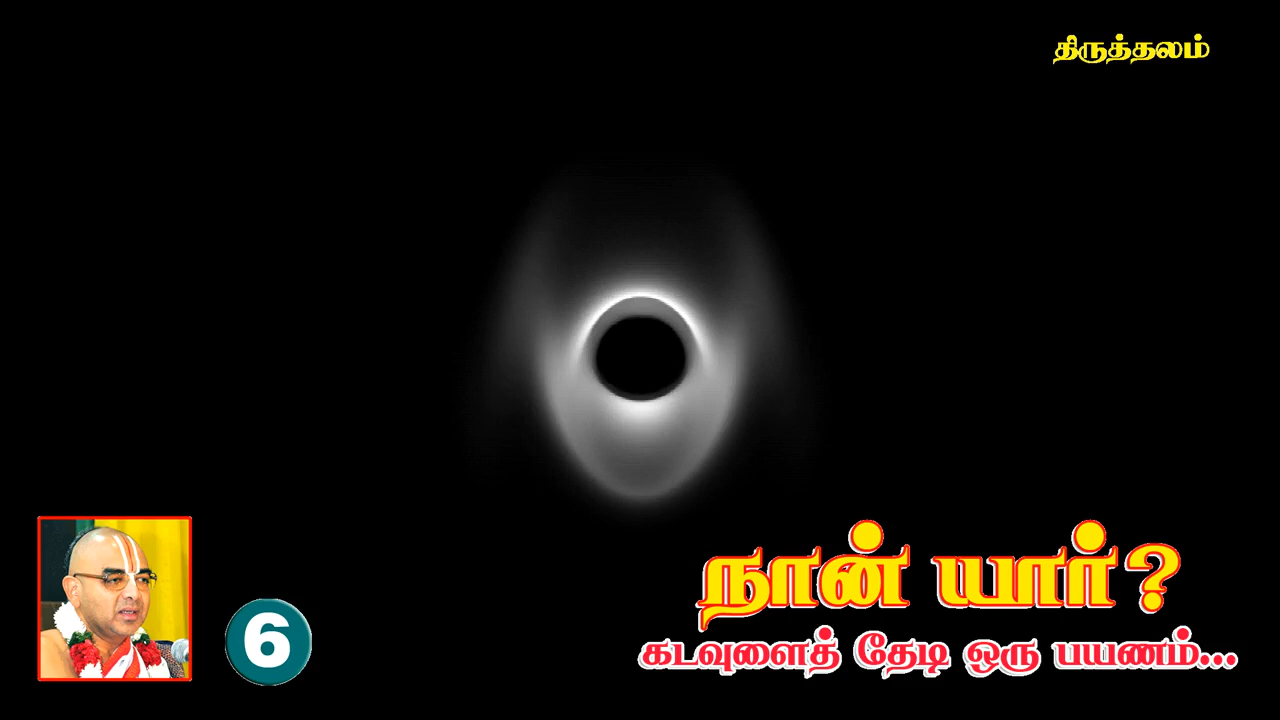 திருத்தலம்
நான் யார்?
6
கடவுளைத் தேடி ஒரு பயணம்...